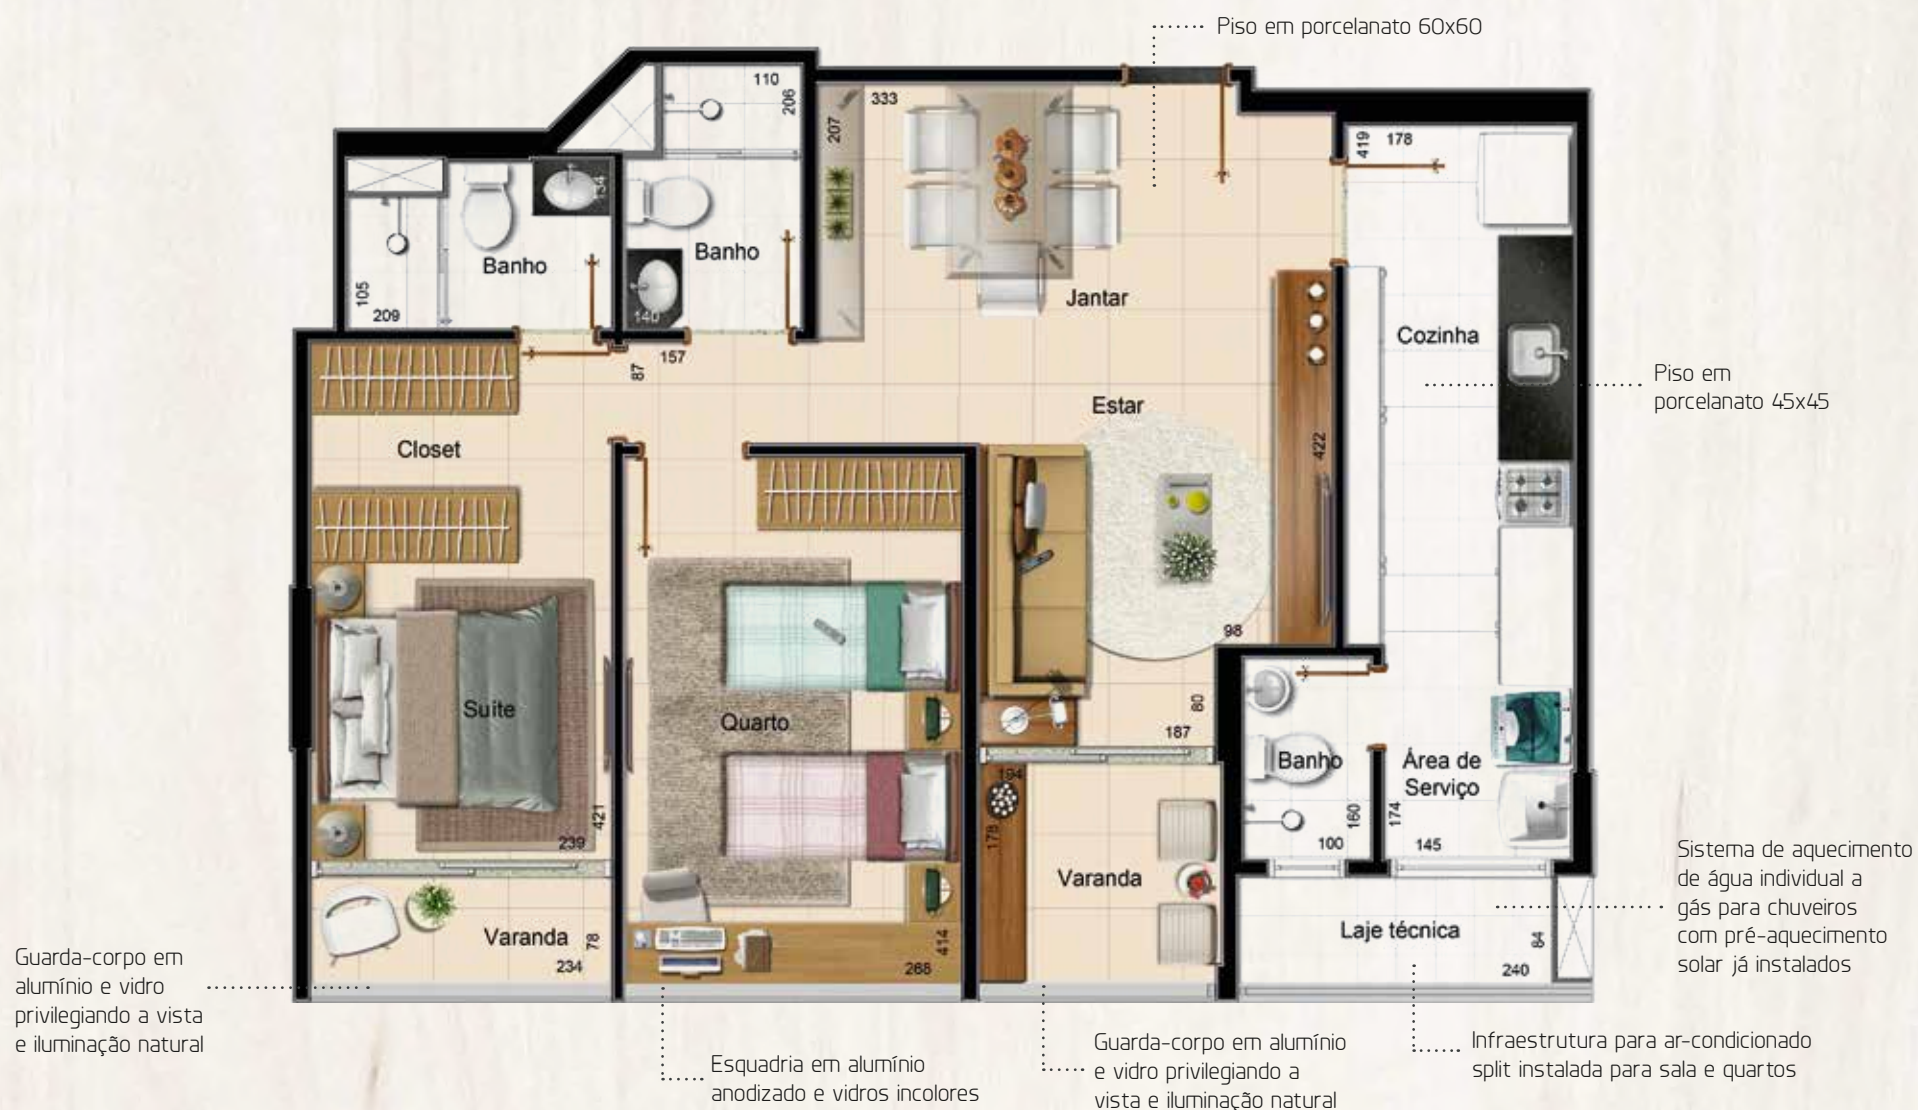 Piso em porcelanato 60x60
110
206
333
207
419
178
134
Banho
Banho
105
209
140
Jantar
Cozinha
157
87
Piso em
porcelanato 45x45
Estar
Closet
422
98
Suíte
Quarto
80
187
Banho
Área de
Serviço
194
178
160
174
100
145
239
421
Varanda
Sistema de aquecimento
de água individual a
gás para chuveiros
com pré-aquecimento
solar já instalados
Varanda
78
234
414
268
Laje técnica
84
240
Guarda-corpo em
alumínio e vidro
privilegiando a vista
e iluminação natural
Esquadria em alumínio
anodizado e vidros incolores
Guarda-corpo em alumínio
e vidro privilegiando a
vista e iluminação natural
Infraestrutura para ar-condicionado
split instalada para sala e quartos